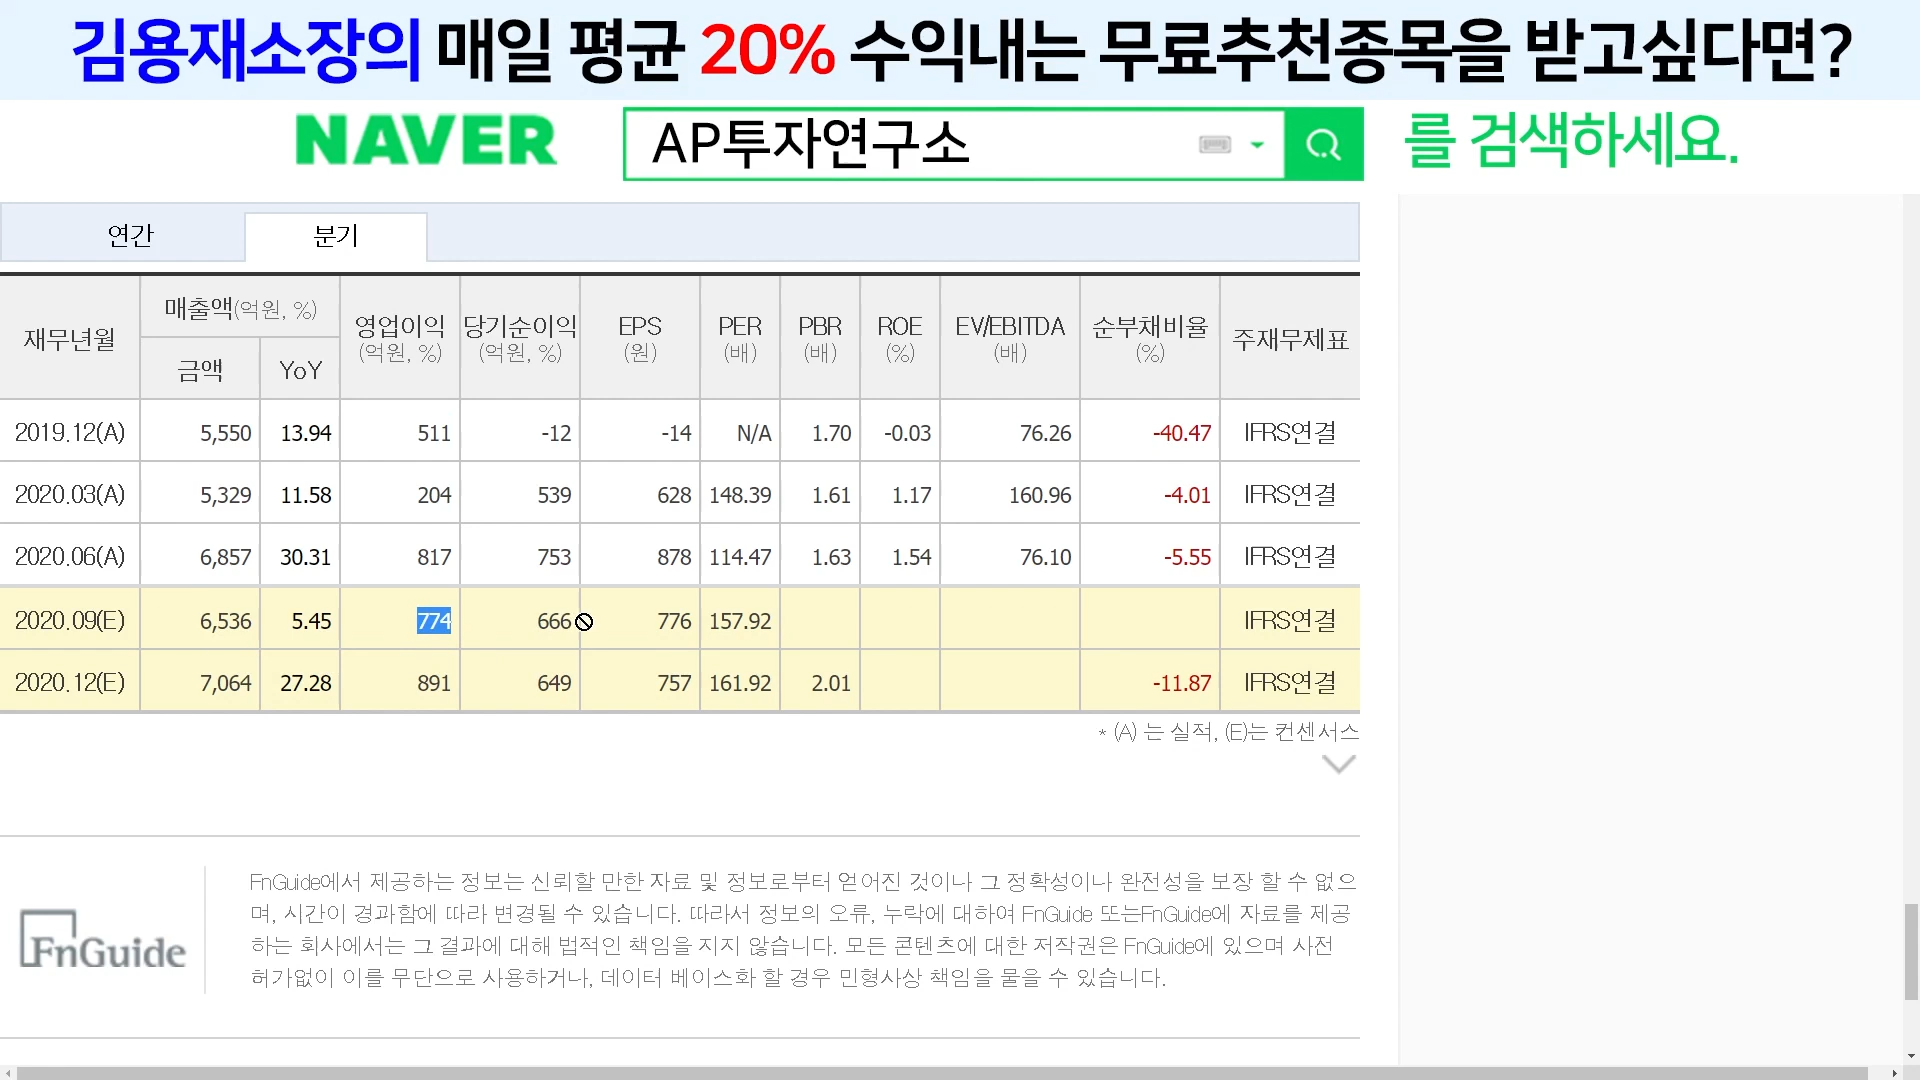 김용재소장의 매일 평균 20% 수익내는 무료추천종목을 받고싶다면?
NAVER AP투자연구소 를 검색하세요.
연간 분기
재무년월 매출액(억원, %) 금액 YoY 영업이익 (억원, %) 당기순이익 (억원, %) EPS (원) PER (배) PBR (배) ROE (%) EV/EBITDA (배) 순부채비율 (%) 주재무제표
2019.12(A) 5,550 13.94 511 -12 -14 N/A 1.70 -0.03 76.26 -40.47 IFRS연결
2020.03(A) 5,329 11.58 204 539 628 148.39 1.61 1.17 160.96 -4.01 IFRS연결
2020.06(A) 6,857 30.31 817 753 878 114.47 1.63 1.54 76.10 -5.55 IFRS연결
2020.09(E) 6,536 5.45 774 666 776 157.92 IFRS연결
2020.12(E) 7,064 27.28 891 649 757 161.92 2.01 -11.87 IFRS연결
* (A) 는 실적, (E)는 컨센서스
FnGuide
FnGuide에서 제공하는 정보는 신뢰할 만한 자료 및 정보로부터 얻어진 것이나 그 정확성이나 완전성을 보장 할 수 없으
며, 시간이 경과함에 따라 변경될 수 있습니다. 따라서 정보의 오류, 누락에 대하여 FnGuide 또는FnGuide에 자료를 제공
하는 회사에서는 그 결과에 대해 법적인 책임을 지지 않습니다. 모든 콘텐츠에 대한 저작권은 FnGuide에 있으며 사전
허가없이 이를 무단으로 사용하거나, 데이터 베이스화 할 경우 민형사상 책임을 물을 수 있습니다.